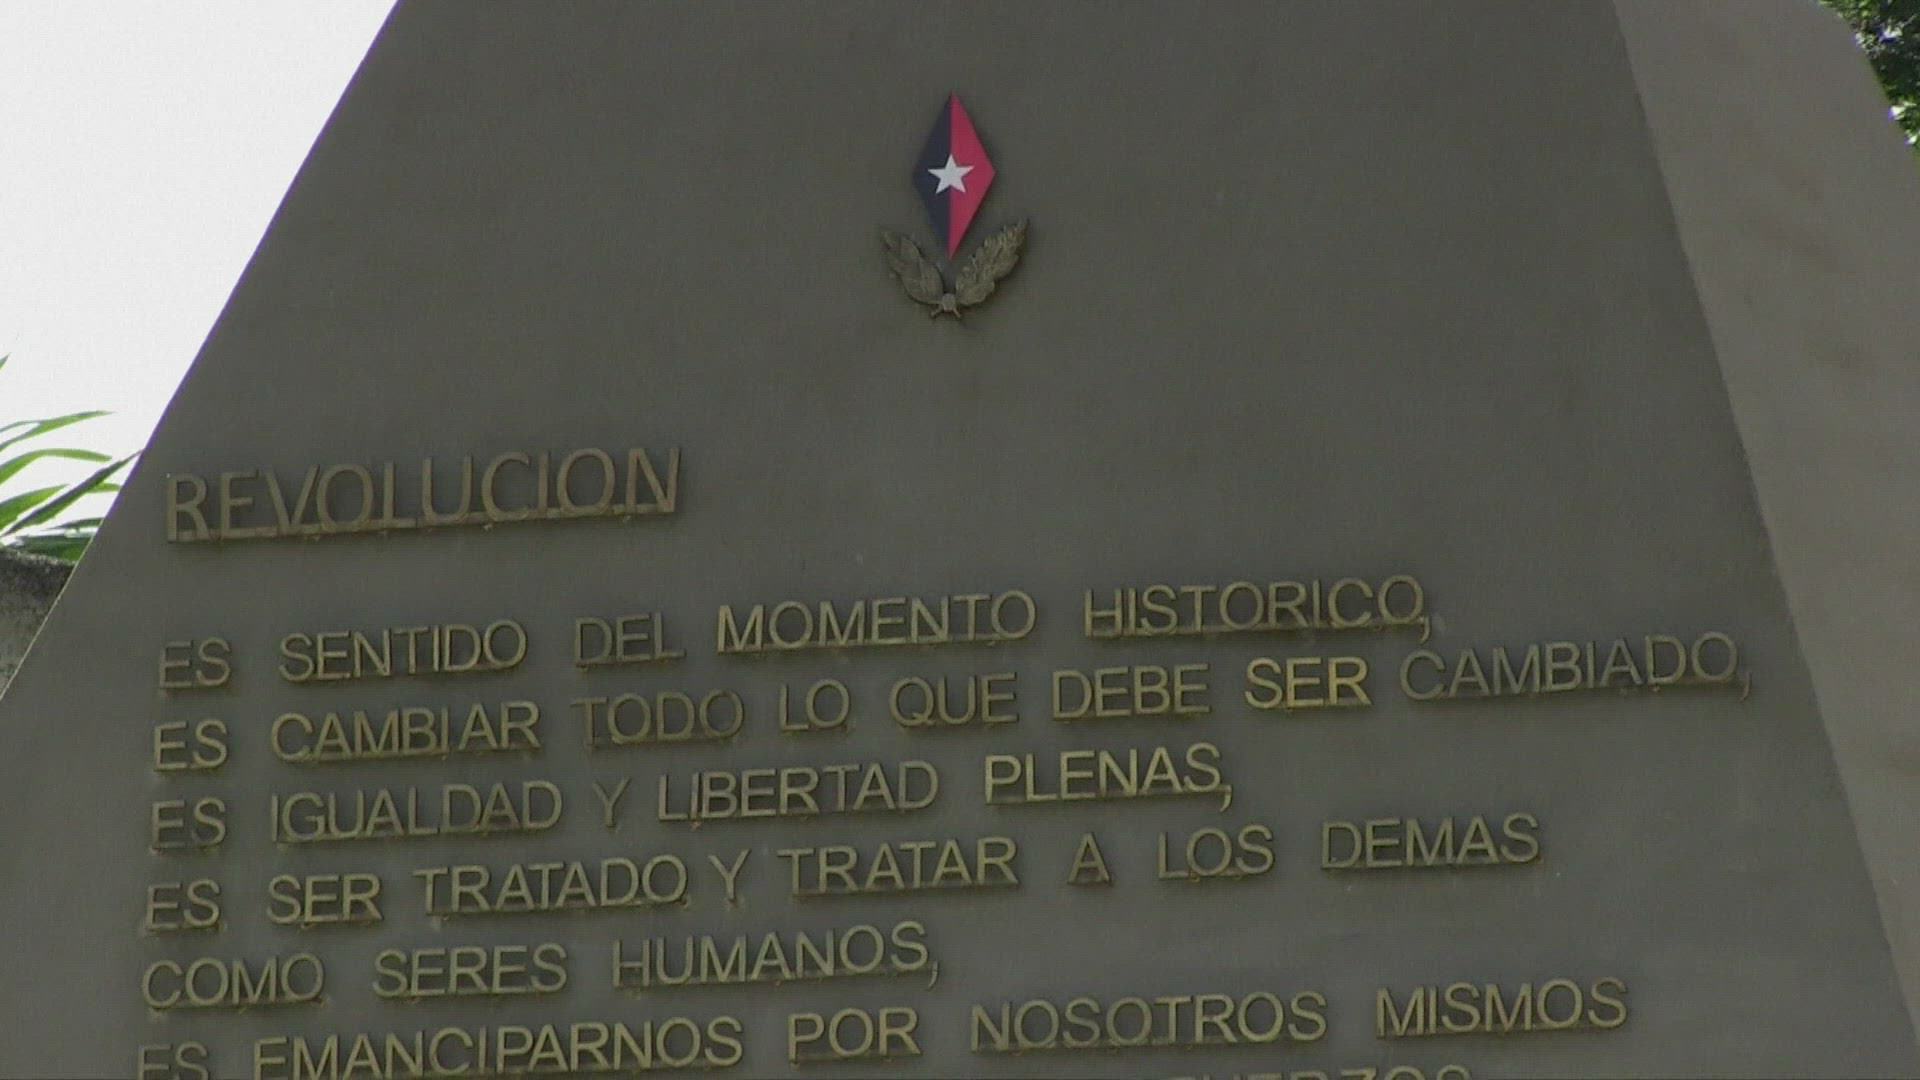 REVOLUCION
ES SENTIDO DEL MOMENTO HISTORICO,
ES CAMBIAR TODO LO QUE DEBE SER CAMBIADO,
ES IGUALDAD Y LIBERTAD PLENAS,
ES SER TRATADO Y TRATAR A LOS DEMAS
COMO SERES HUMANOS,
ES EMANCIPARNOS POR NOSOTROS MISMOS